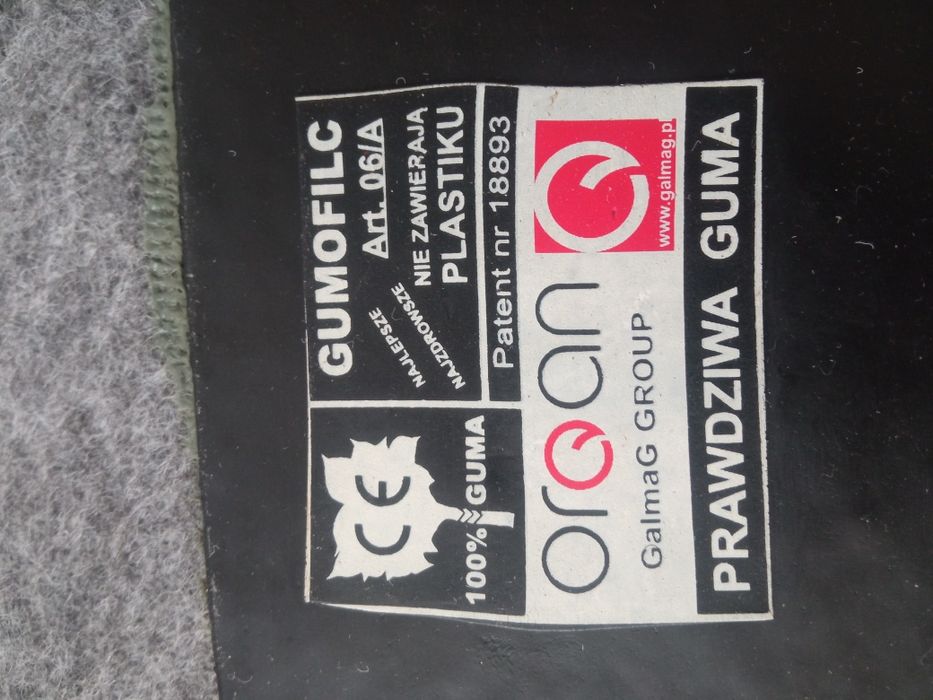 CE
100% GUMA
GUMOFILC
Art. 06/A
NAJLEPSZE
NAJZDROWSZE
NIE ZAWIERAJĄ
PLASTIKU
Patent nr 18893
organ
GalmaG GROUP
www.galmag.pl
PRAWDZIWA GUMA